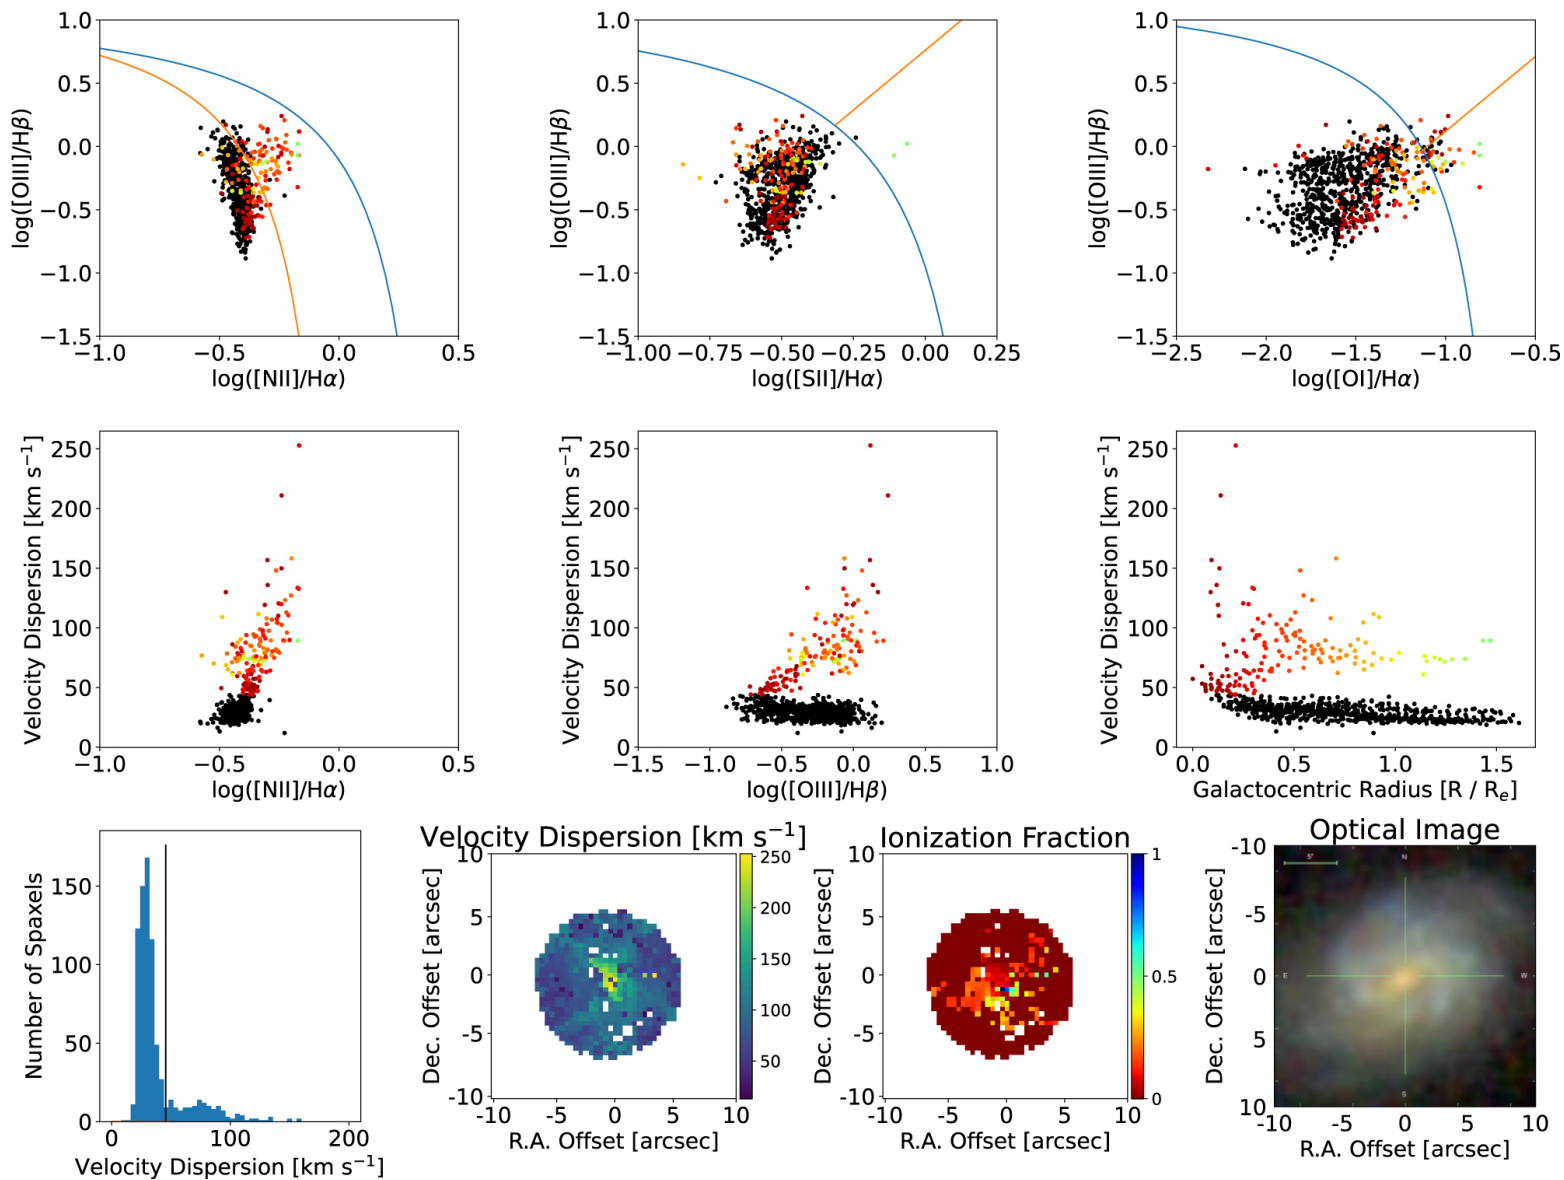 1.0 0.5 0.0 −0.5 −1.0 −1.5
log([OIII]/Hβ)
−1.0 −0.5 0.0 0.5
log([NII]/Hα)
1.0 0.5 0.0 −0.5 −1.0 −1.5
log([OIII]/Hβ)
−1.00 −0.75 −0.50 −0.25 0.00 0.25
log([SII]/Hα)
1.0 0.5 0.0 −0.5 −1.0 −1.5
log([OIII]/Hβ)
−2.5 −2.0 −1.5 −1.0 −0.5
log([OI]/Hα)
250 200 150 100 50 0
Velocity Dispersion [km s⁻¹]
−1.0 −0.5 0.0 0.5
log([NII]/Hα)
250 200 150 100 50 0
Velocity Dispersion [km s⁻¹]
−1.5 −1.0 −0.5 0.0 0.5 1.0
log([OIII]/Hβ)
250 200 150 100 50 0
Velocity Dispersion [km s⁻¹]
0.0 0.5 1.0 1.5
Galactocentric Radius [R / Rₑ]
150 100 50 0
Number of Spaxels
0 100 200
Velocity Dispersion [km s⁻¹]
Velocity Dispersion [km s⁻¹]
10 5 0 -5 -10
Dec. Offset [arcsec]
-10 -5 0 5 10
R.A. Offset [arcsec]
250 200 150 100 50
Ionization Fraction
10 5 0 -5 -10
Dec. Offset [arcsec]
-10 -5 0 5 10
R.A. Offset [arcsec]
1 0.5 0
Optical Image
-10 -5 0 5 10
Dec. Offset [arcsec]
5"
N
E
W
S
-10 -5 0 5 10
R.A. Offset [arcsec]